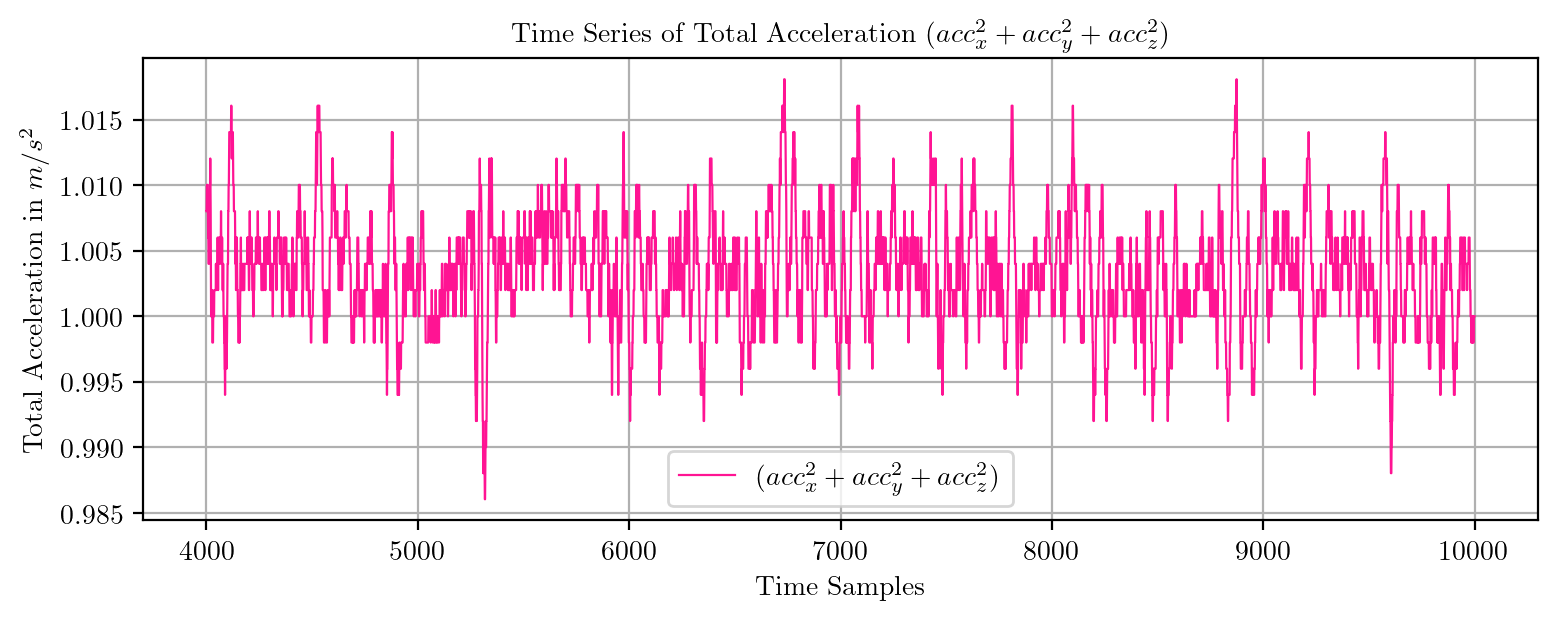 Time Series of Total Acceleration $(acc_x^2 + acc_y^2 + acc_z^2)$
Total Acceleration in $m/s^2$
1.015
1.010
1.005
1.000
0.995
0.990
0.985
$(acc_x^2 + acc_y^2 + acc_z^2)$
4000 5000 6000 7000 8000 9000 10000
Time Samples